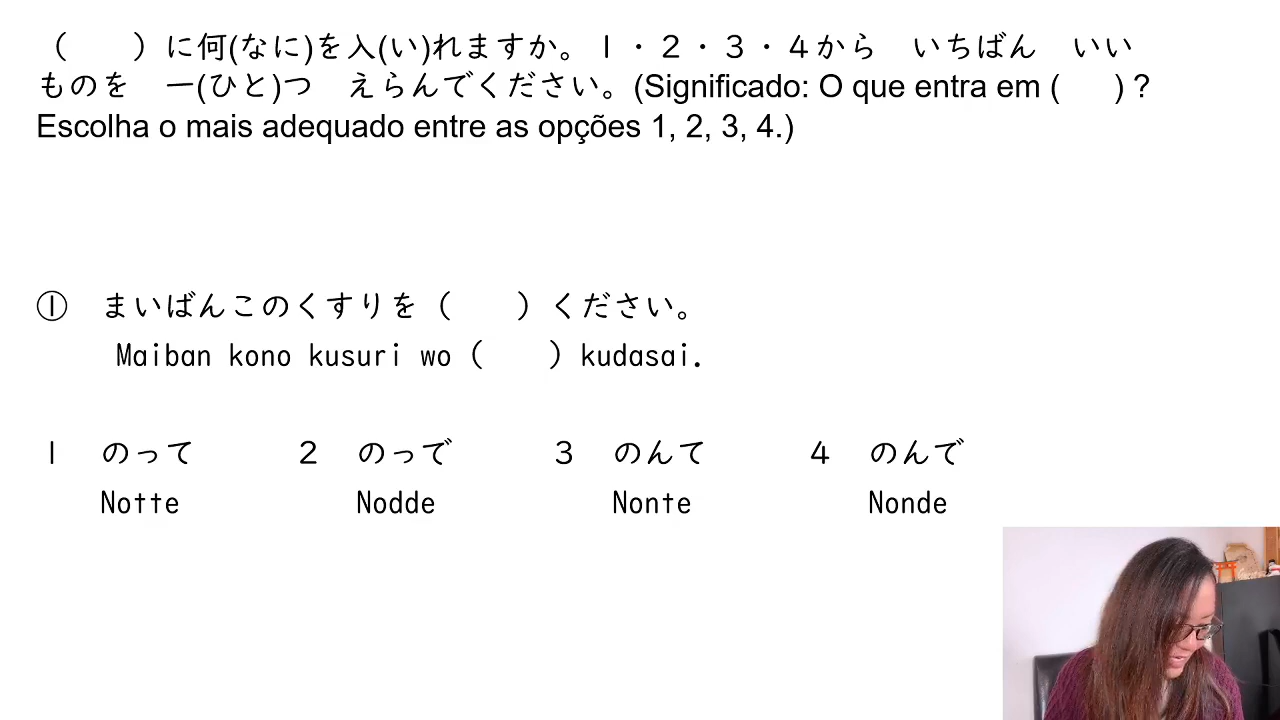 （　　）に何(なに)を入(い)れますか。１・２・３・４から　いちばん　いい
ものを　一(ひと)つ　えらんでください。(Significado: O que entra em (　　) ?
Escolha o mais adequado entre as opções 1, 2, 3, 4.)
①　まいばんこのくすりを（　　）ください。
Maiban kono kusuri wo (　　) kudasai.
１　のって　　２　のっで　　３　のんて　　４　のんで
Notte　　Nodde　　Nonte　　Nonde